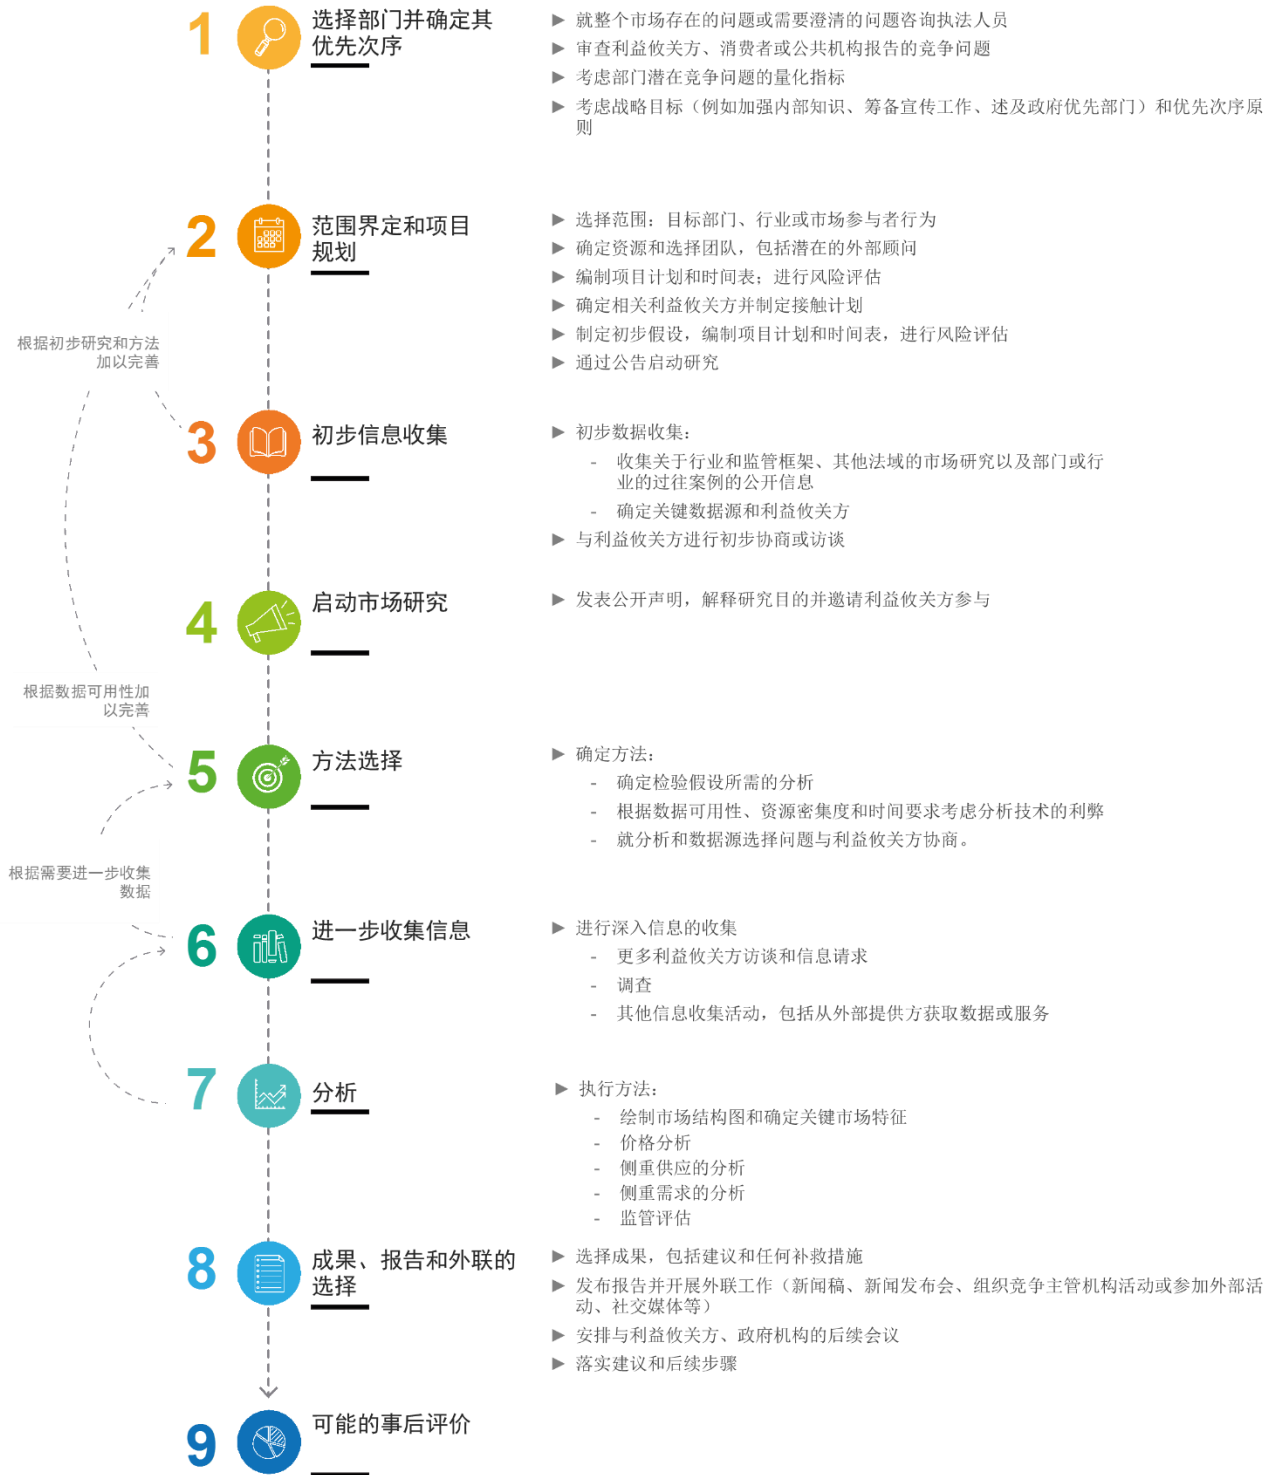 1
选择部门并确定其
优先次序
► 就整个市场存在的问题或需要澄清的问题咨询执法人员
► 审查利益攸关方、消费者或公共机构报告的竞争问题
► 考虑部门潜在竞争问题的量化指标
► 考虑战略目标（例如加强内部知识、筹备宣传工作、述及政府优先部门）和优先次序原
则
2
范围界定和项目
规划
► 选择范围：目标部门、行业或市场参与者行为
► 确定资源和选择团队，包括潜在的外部顾问
► 编制项目计划和时间表；进行风险评估
► 确定相关利益攸关方并制定接触计划
► 制定初步假设，编制项目计划和时间表，进行风险评估
► 通过公告启动研究
根据初步研究和方法
加以完善
3
初步信息收集
► 初步数据收集：
- 收集关于行业和监管框架、其他法域的市场研究以及部门或行
业的过往案例的公开信息
- 确定关键数据源和利益攸关方
► 与利益攸关方进行初步协商或访谈
4
启动市场研究
► 发表公开声明，解释研究目的并邀请利益攸关方参与
根据数据可用性加
以完善
5
方法选择
► 确定方法：
- 确定检验假设所需的分析
- 根据数据可用性、资源密集度和时间要求考虑分析技术的利弊
- 就分析和数据源选择问题与利益攸关方协商。
根据需要进一步收集
数据
6
进一步收集信息
► 进行深入信息的收集
- 更多利益攸关方访谈和信息请求
- 调查
- 其他信息收集活动，包括从外部提供方获取数据或服务
7
分析
► 执行方法：
- 绘制市场结构图和确定关键市场特征
- 价格分析
- 侧重供应的分析
- 侧重需求的分析
- 监管评估
8
成果、报告和外联的
选择
► 选择成果，包括建议和任何补救措施
► 发布报告并开展外联工作（新闻稿、新闻发布会、组织竞争主管机构活动或参加外部活
动、社交媒体等）
► 安排与利益攸关方、政府机构的后续会议
► 落实建议和后续步骤
9
可能的事后评价